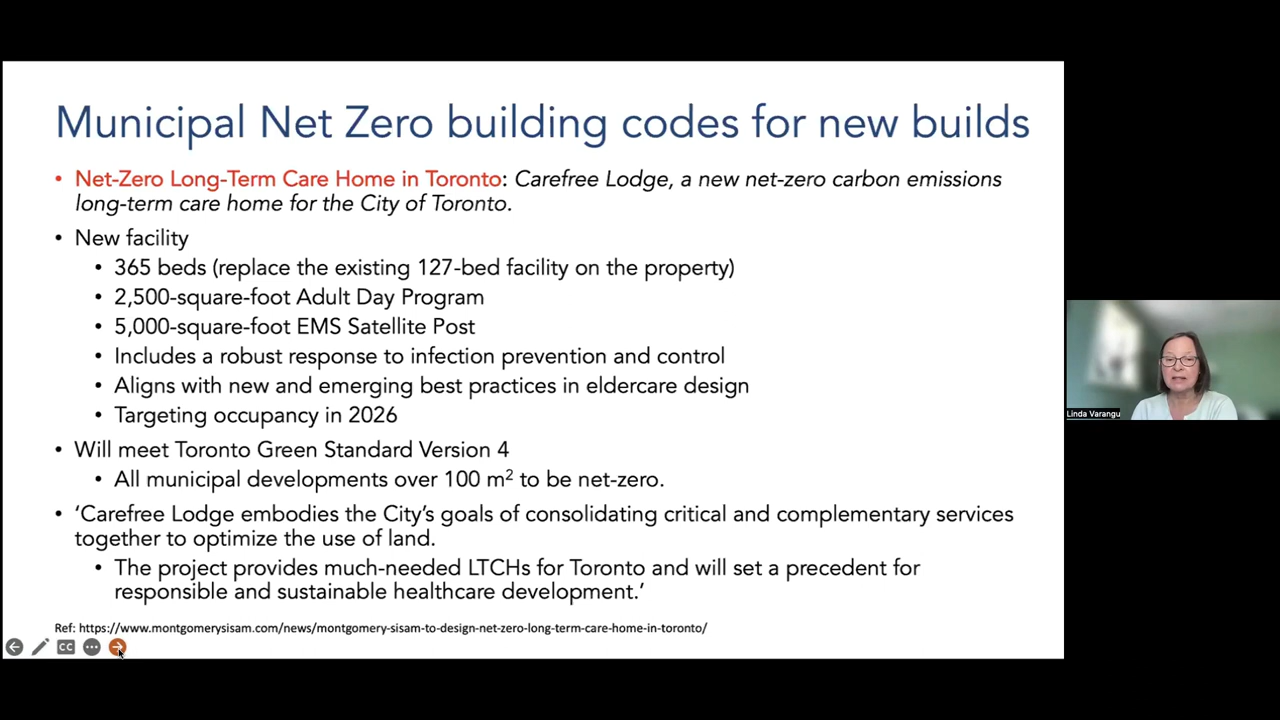 Municipal Net Zero building codes for new builds
• Net-Zero Long-Term Care Home in Toronto: Carefree Lodge, a new net-zero carbon emissions
long-term care home for the City of Toronto.
• New facility
• 365 beds (replace the existing 127-bed facility on the property)
• 2,500-square-foot Adult Day Program
• 5,000-square-foot EMS Satellite Post
• Includes a robust response to infection prevention and control
• Aligns with new and emerging best practices in eldercare design
• Targeting occupancy in 2026
• Will meet Toronto Green Standard Version 4
• All municipal developments over 100 m² to be net-zero.
• ‘Carefree Lodge embodies the City’s goals of consolidating critical and complementary services
together to optimize the use of land.
• The project provides much-needed LTCHs for Toronto and will set a precedent for
responsible and sustainable healthcare development.’
Ref: https://www.montgomerysisam.com/news/montgomery-sisam-to-design-net-zero-long-term-care-home-in-toronto/
CC
Linda Varangu